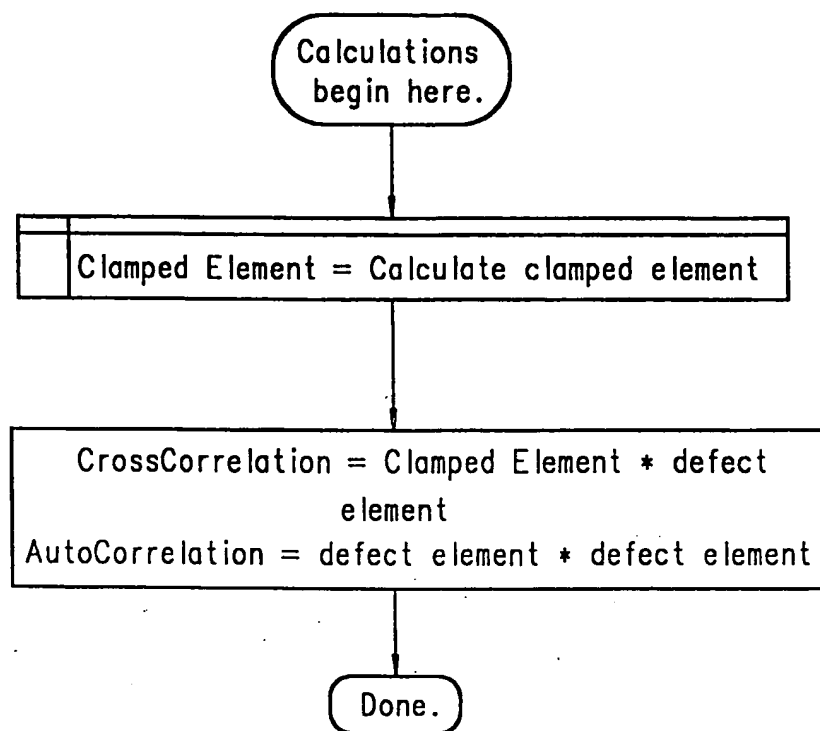 Calculations
begin here.
Clamped Element = Calculate clamped element
CrossCorrelation = Clamped Element * defect
element
AutoCorrelation = defect element * defect element
Done.